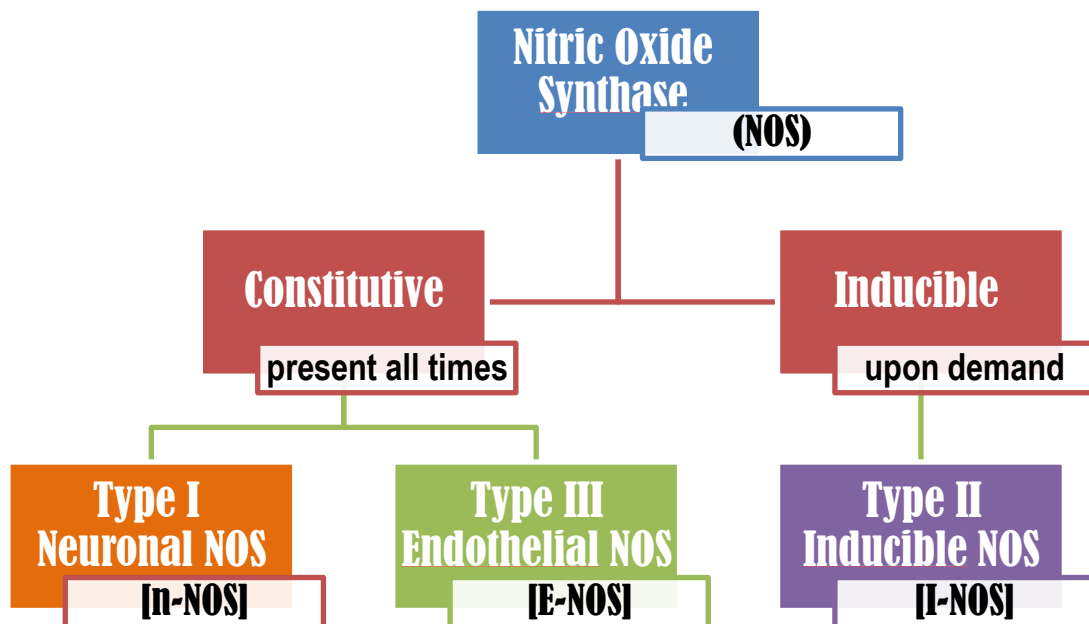 Nitric Oxide
Synthase
(NOS)
Constitutive
present all times
Inducible
upon demand
Type I
Neuronal NOS
[n-NOS]
Type III
Endothelial NOS
[E-NOS]
Type II
Inducible NOS
[I-NOS]